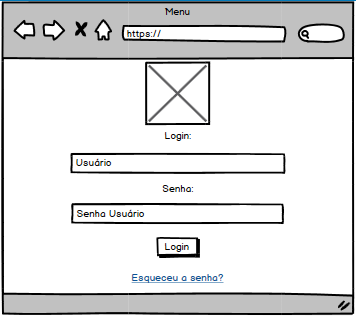 Menu
https://
Login:
Usuário
Senha:
Senha Usuário
Login
Esqueceu a senha?